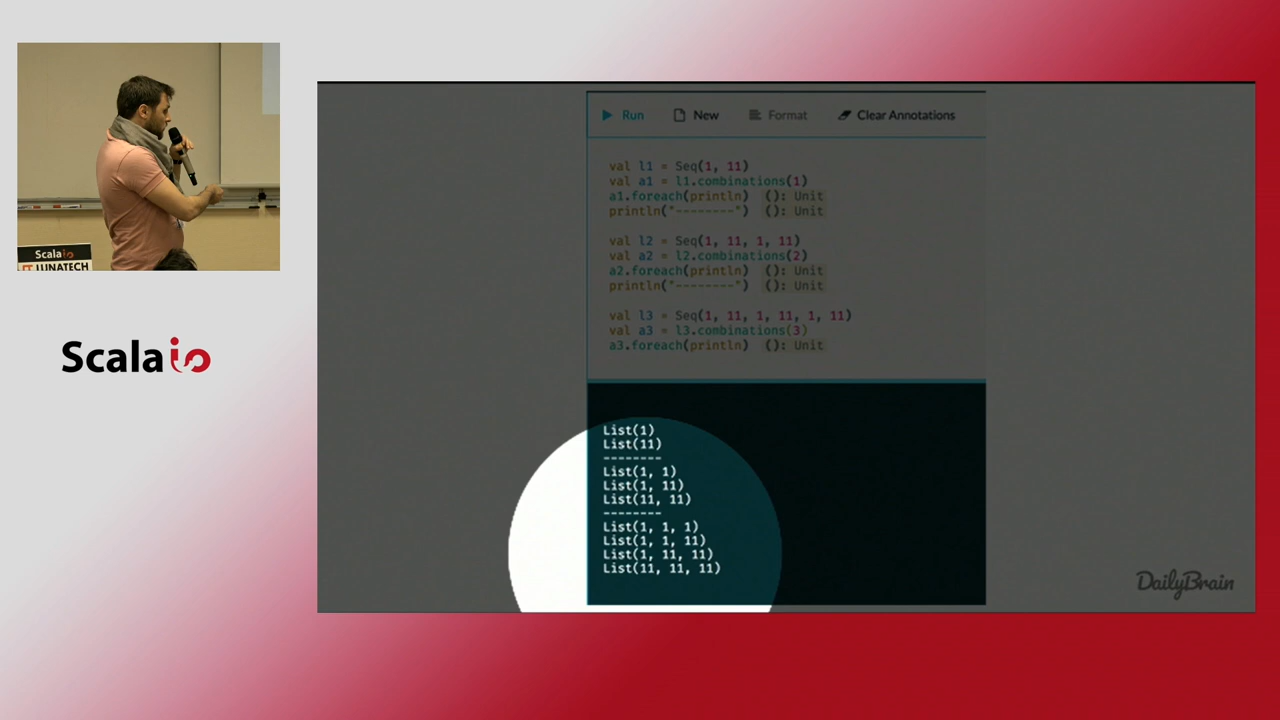 Run New Format Clear Annotations
val l1 = Seq(1, 11)
val a1 = l1.combinations(1)
a1.foreach(println) (): Unit
println("--------") (): Unit
val l2 = Seq(1, 11, 1, 11)
val a2 = l2.combinations(2)
a2.foreach(println) (): Unit
println("--------") (): Unit
val l3 = Seq(1, 11, 1, 11, 1, 11)
val a3 = l3.combinations(3)
a3.foreach(println) (): Unit
List(1)
List(11)
--------
List(1, 1)
List(1, 11)
List(11, 11)
--------
List(1, 1, 1)
List(1, 1, 11)
List(1, 11, 11)
List(11, 11, 11)
DailyBrain
Scalaio
LUNATECH
Scalaio